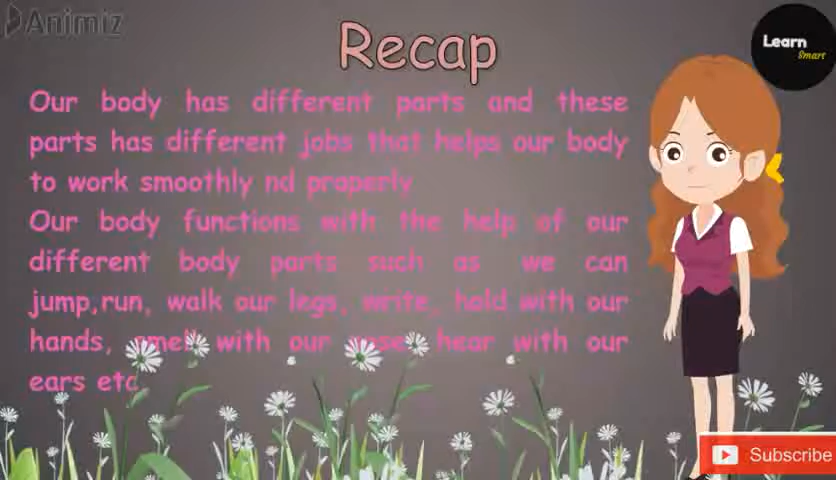 Animiz
Recap
Learn
Smart
Our body has different parts and these
parts has different jobs that helps our body
to work smoothly nd properly
Our body functions with the help of our
different body parts such as we can
jump,run, walk our legs, write, hold with our
hands, smell with our nose, hear with our
ears etc
Subscribe